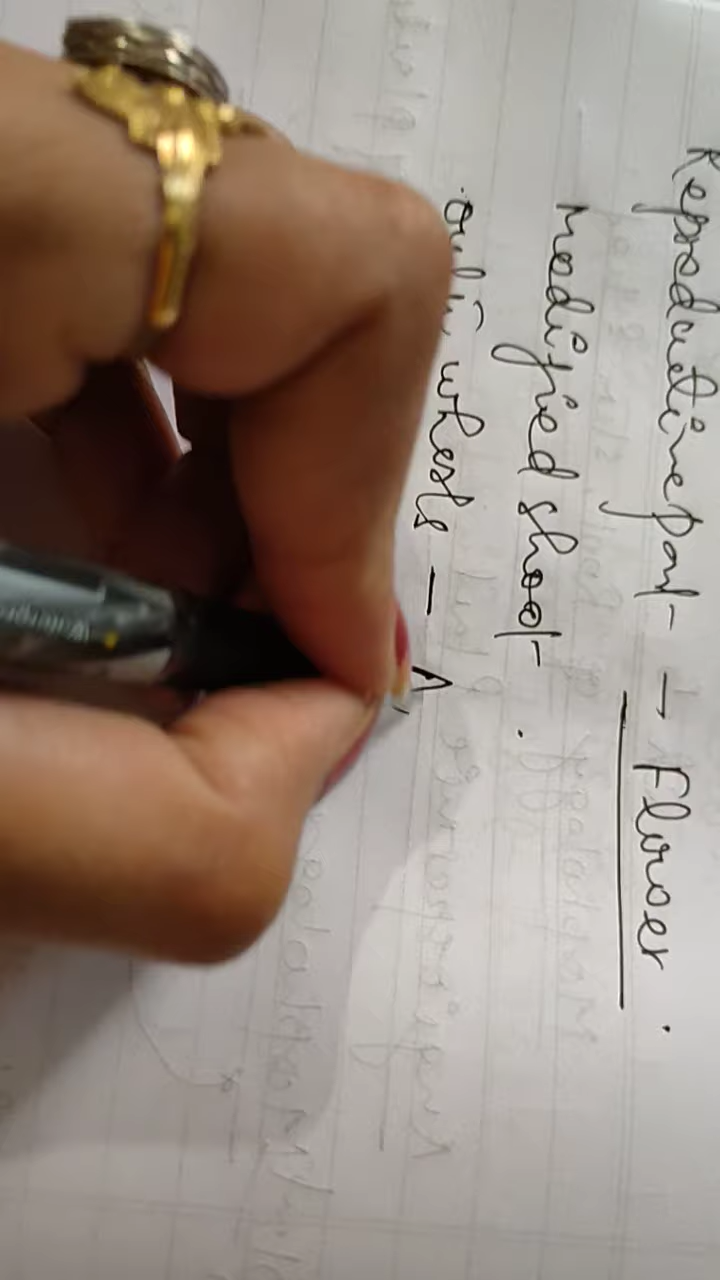 Reproductive part → Flower.
Modified shoot.
whorls –